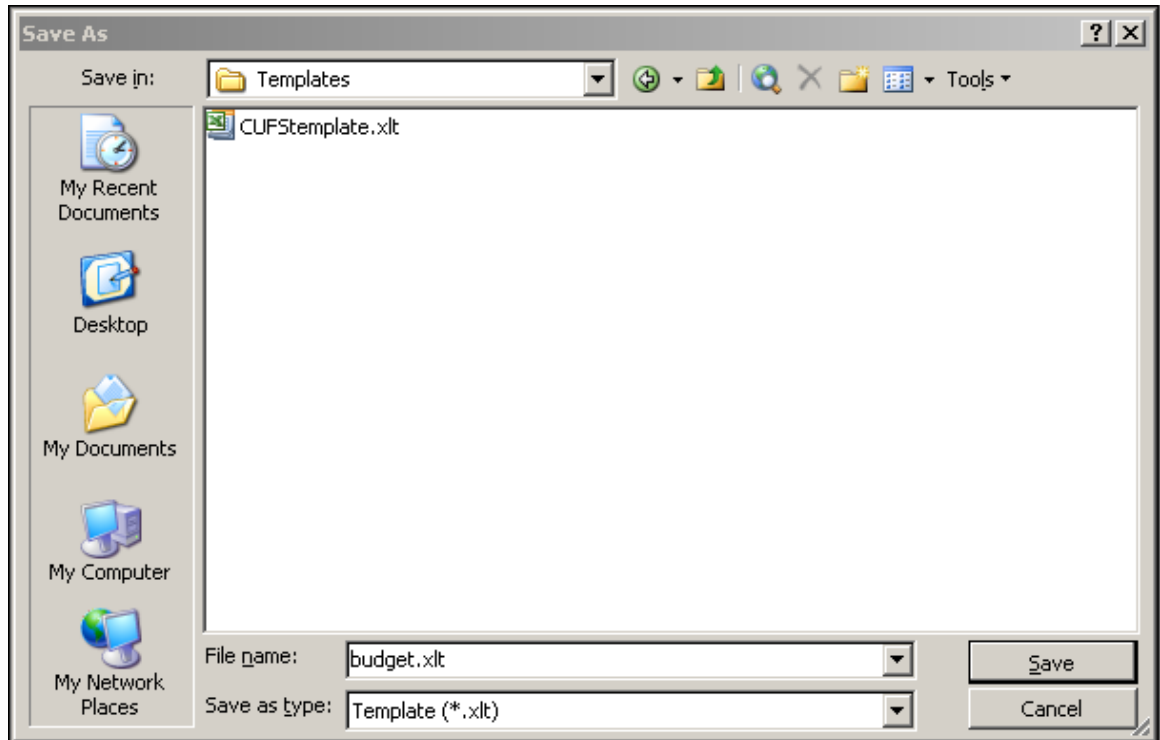 Save As
Save in:
Templates
Tools
CUFStemplate.xlt
My Recent
Documents
Desktop
My Documents
My Computer
My Network
Places
File name:
budget.xlt
Save
Save as type:
Template (*.xlt)
Cancel